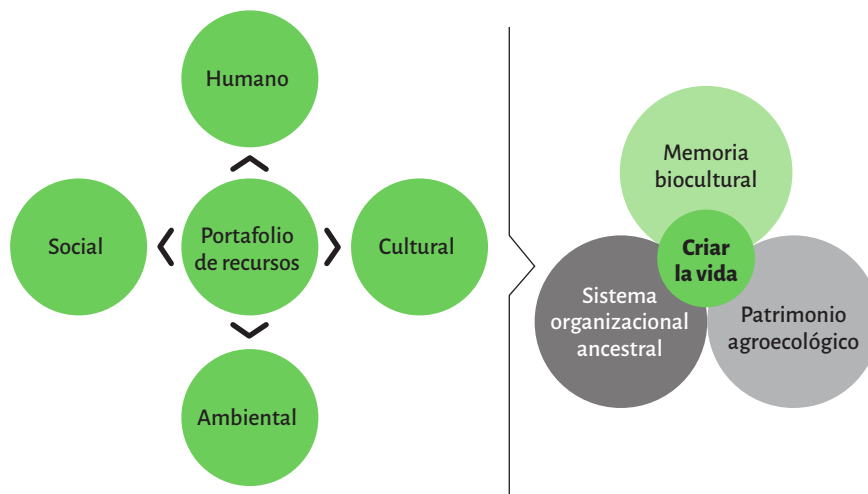 Humano
Social
Portafolio
de recursos
Cultural
Ambiental
Memoria
biocultural
Criar
la vida
Sistema
organizacional
ancestral
Patrimonio
agroecológico